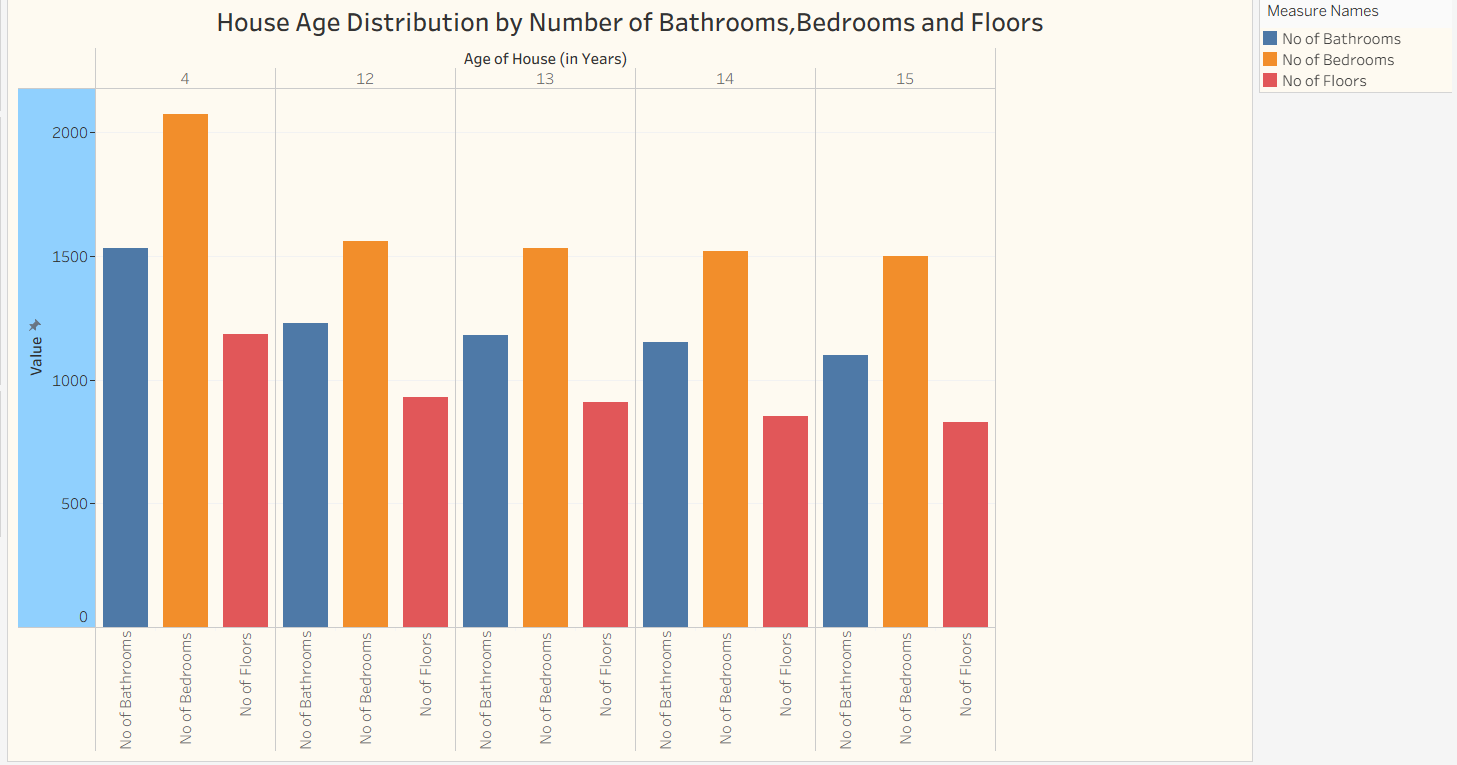 House Age Distribution by Number of Bathrooms,Bedrooms and Floors
Measure Names
No of Bathrooms
No of Bedrooms
No of Floors
Age of House (in Years)
4 12 13 14 15
2000
1500
1000
500
0
Value
No of Bathrooms
No of Bedrooms
No of Floors
No of Bathrooms
No of Bedrooms
No of Floors
No of Bathrooms
No of Bedrooms
No of Floors
No of Bathrooms
No of Bedrooms
No of Floors
No of Bathrooms
No of Bedrooms
No of Floors